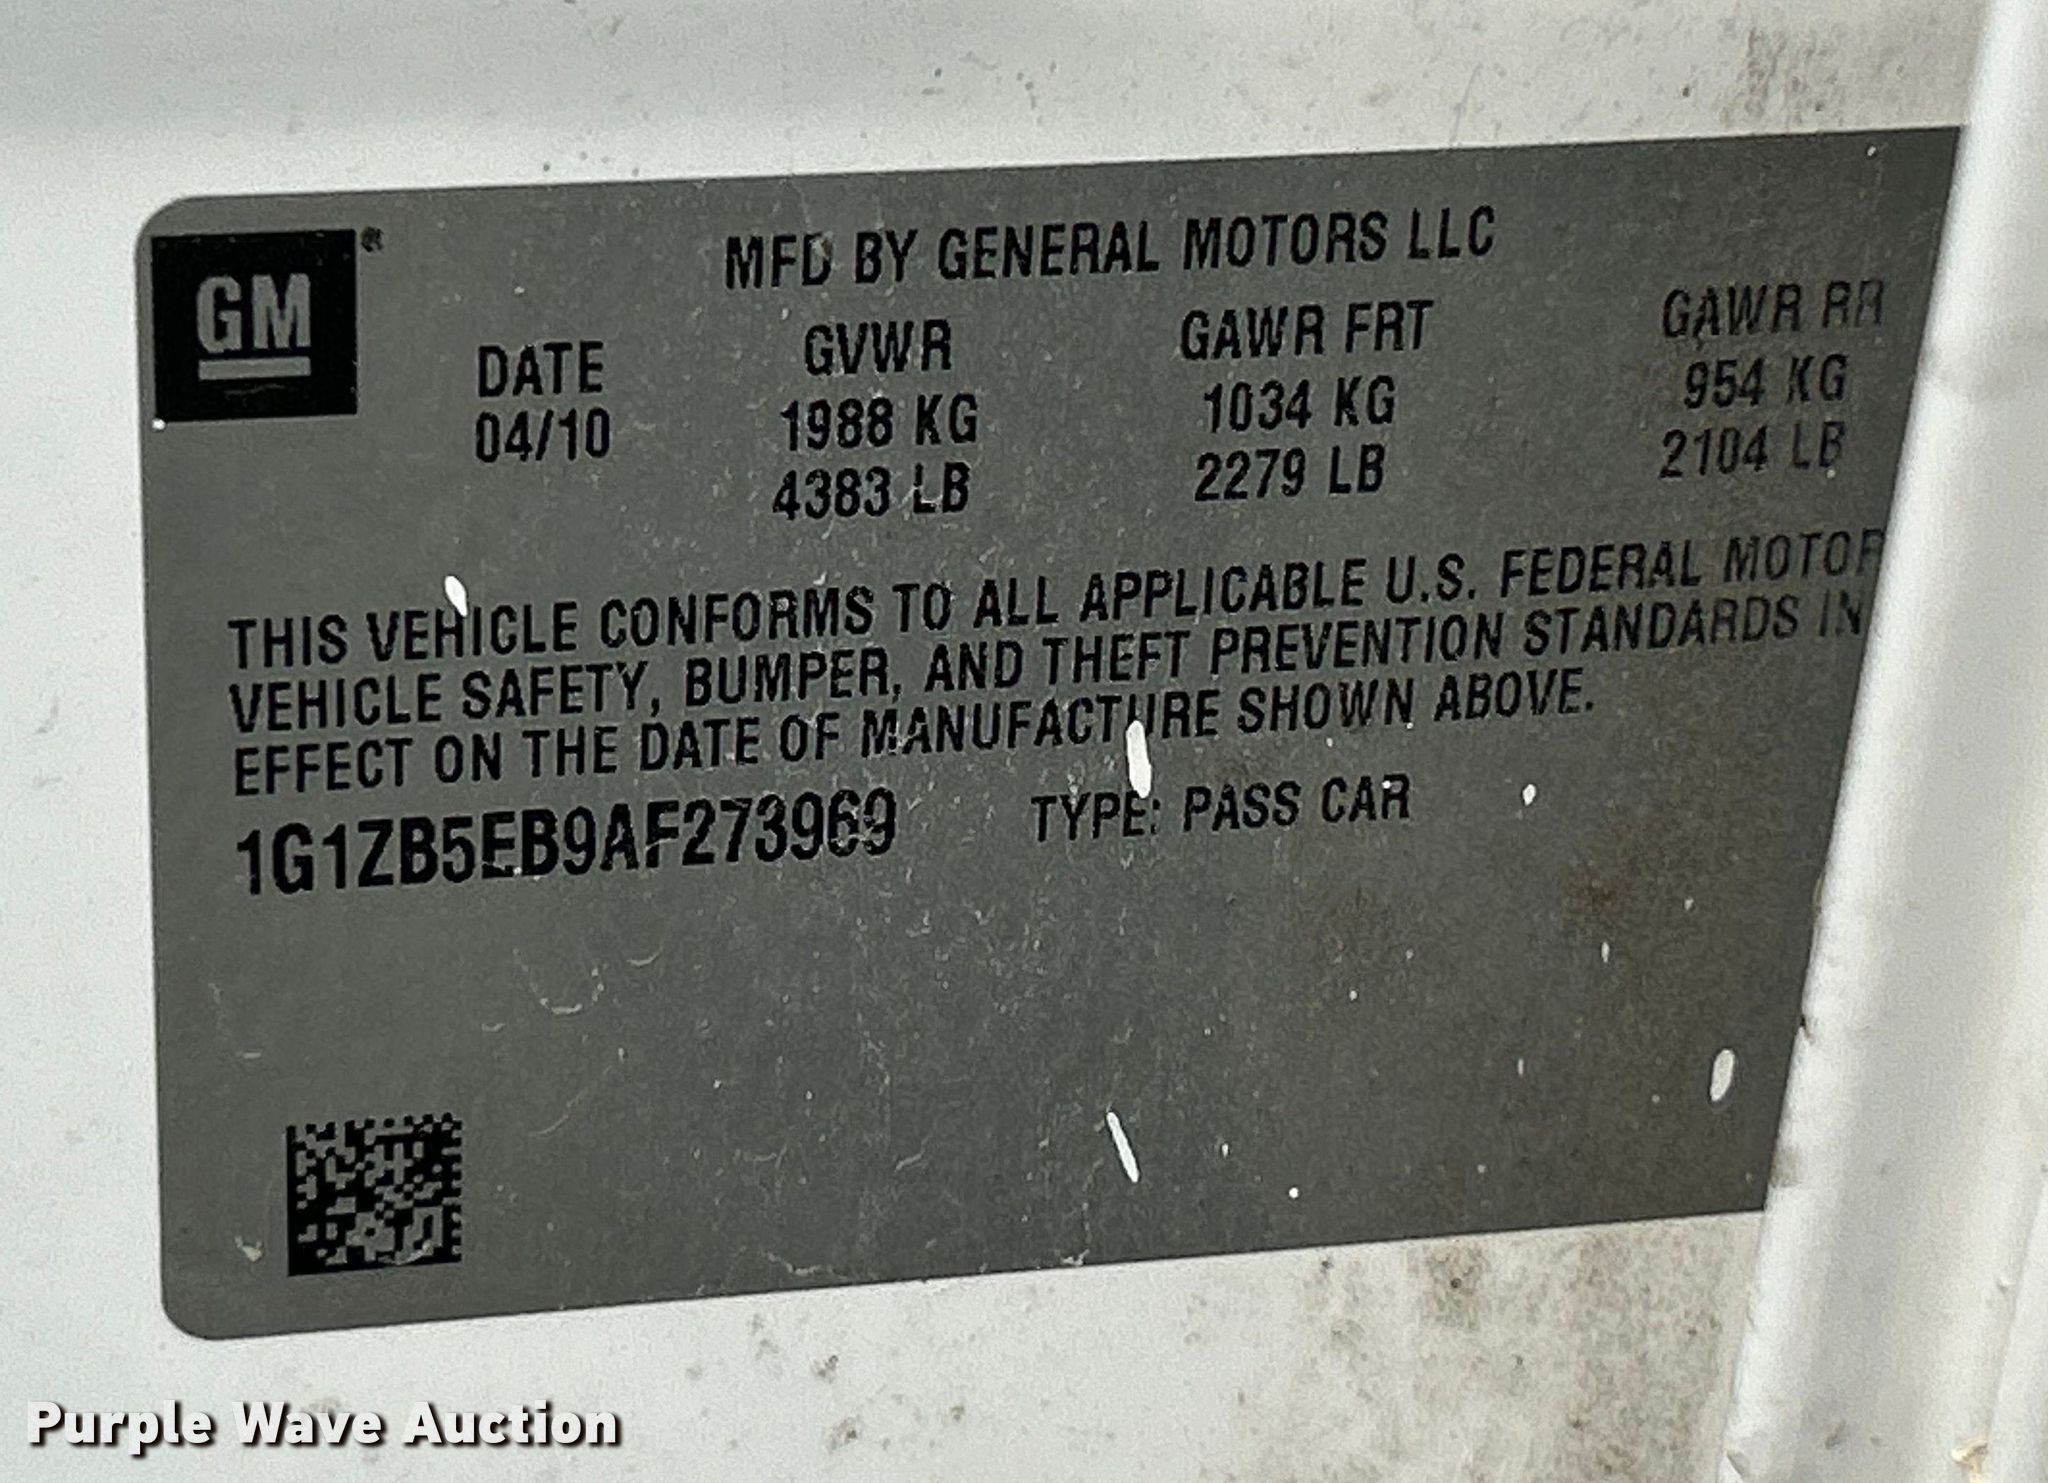 GM ®
MFD BY GENERAL MOTORS LLC
DATE GVWR GAWR FRT GAWR RR
04/10 1988 KG 1034 KG 954 KG
4383 LB 2279 LB 2104 LB
THIS VEHICLE CONFORMS TO ALL APPLICABLE U.S. FEDERAL MOTOR
VEHICLE SAFETY, BUMPER, AND THEFT PREVENTION STANDARDS IN
EFFECT ON THE DATE OF MANUFACTURE SHOWN ABOVE.
1G1ZB5EB9AF273969 TYPE: PASS CAR
Purple Wave Auction